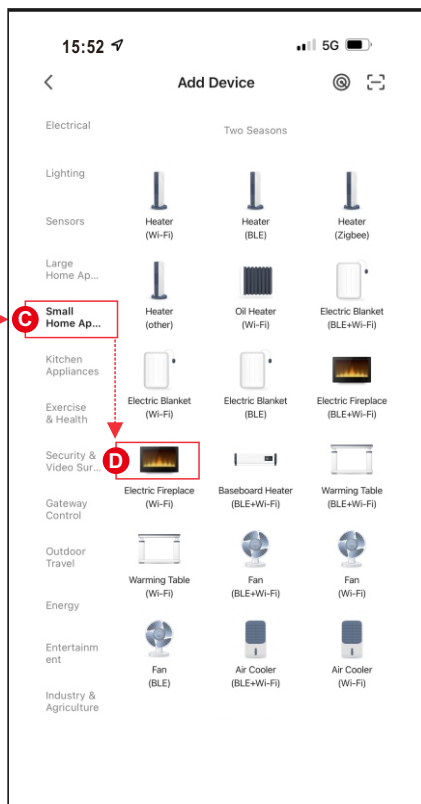 15:52
5G
Add Device
Electrical
Lighting
Sensors
Large
Home Ap...
C
Small
Home Ap...
Kitchen
Appliances
Exercise
& Health
Security &
Video Sur...
Gateway
Control
Outdoor
Travel
Energy
Entertainm
ent
Industry &
Agriculture
Two Seasons
Heater
(Wi-Fi)
Heater
(BLE)
Heater
(Zigbee)
Heater
(other)
Oil Heater
(Wi-Fi)
Electric Blanket
(BLE+Wi-Fi)
Electric Blanket
(Wi-Fi)
Electric Blanket
(BLE)
Electric Fireplace
(BLE+Wi-Fi)
D
Electric Fireplace
(Wi-Fi)
Baseboard Heater
(BLE+Wi-Fi)
Warming Table
(BLE+Wi-Fi)
Warming Table
(Wi-Fi)
Fan
(BLE+Wi-Fi)
Fan
(Wi-Fi)
Fan
(BLE)
Air Cooler
(BLE+Wi-Fi)
Air Cooler
(Wi-Fi)